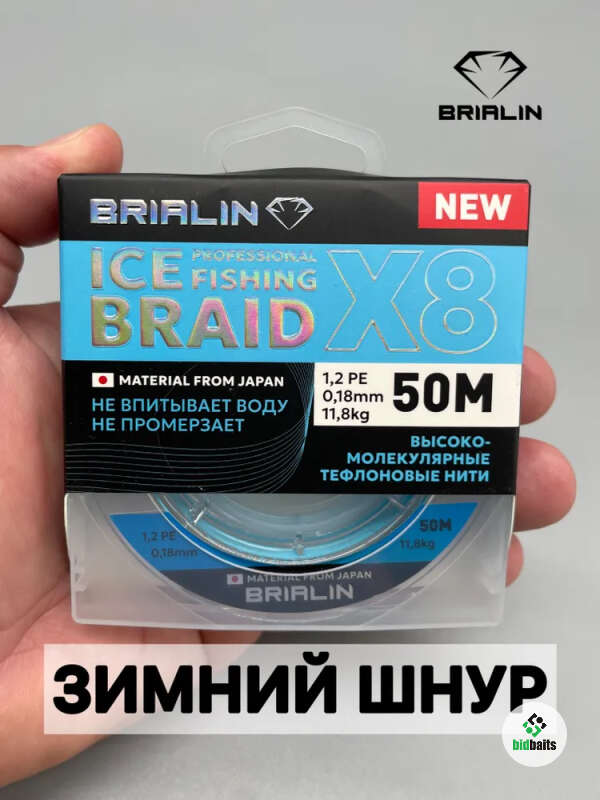 BRIALIN
BRIALIN
NEW
ICE PROFESSIONAL FISHING
BRAID X8
MATERIAL FROM JAPAN
1,2 PE
0,18mm
11,8kg
50M
НЕ ВПИТЫВАЕТ ВОДУ
НЕ ПРОМЕРЗАЕТ
ВЫСОКО-
МОЛЕКУЛЯРНЫЕ
ТЕФЛОНОВЫЕ НИТИ
1,2 PE
0,18mm
50M
11,8kg
MATERIAL FROM JAPAN
BRIALIN
ЗИМНИЙ ШНУР
bidbaits